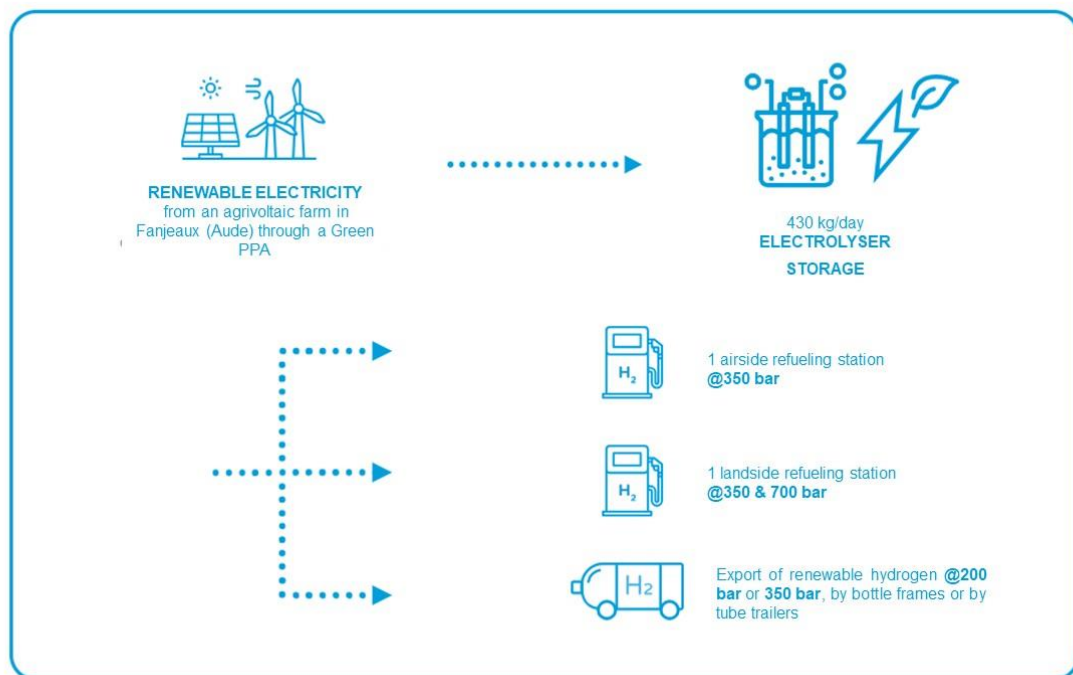 RENEWABLE ELECTRICITY
from an agrivoltaic farm in
Fanjeaux (Aude) through a Green
PPA
430 kg/day
ELECTROLYSER
STORAGE
H₂
1 airside refueling station
@350 bar
H₂
1 landside refueling station
@350 & 700 bar
H₂
Export of renewable hydrogen @200
bar or 350 bar, by bottle frames or by
tube trailers